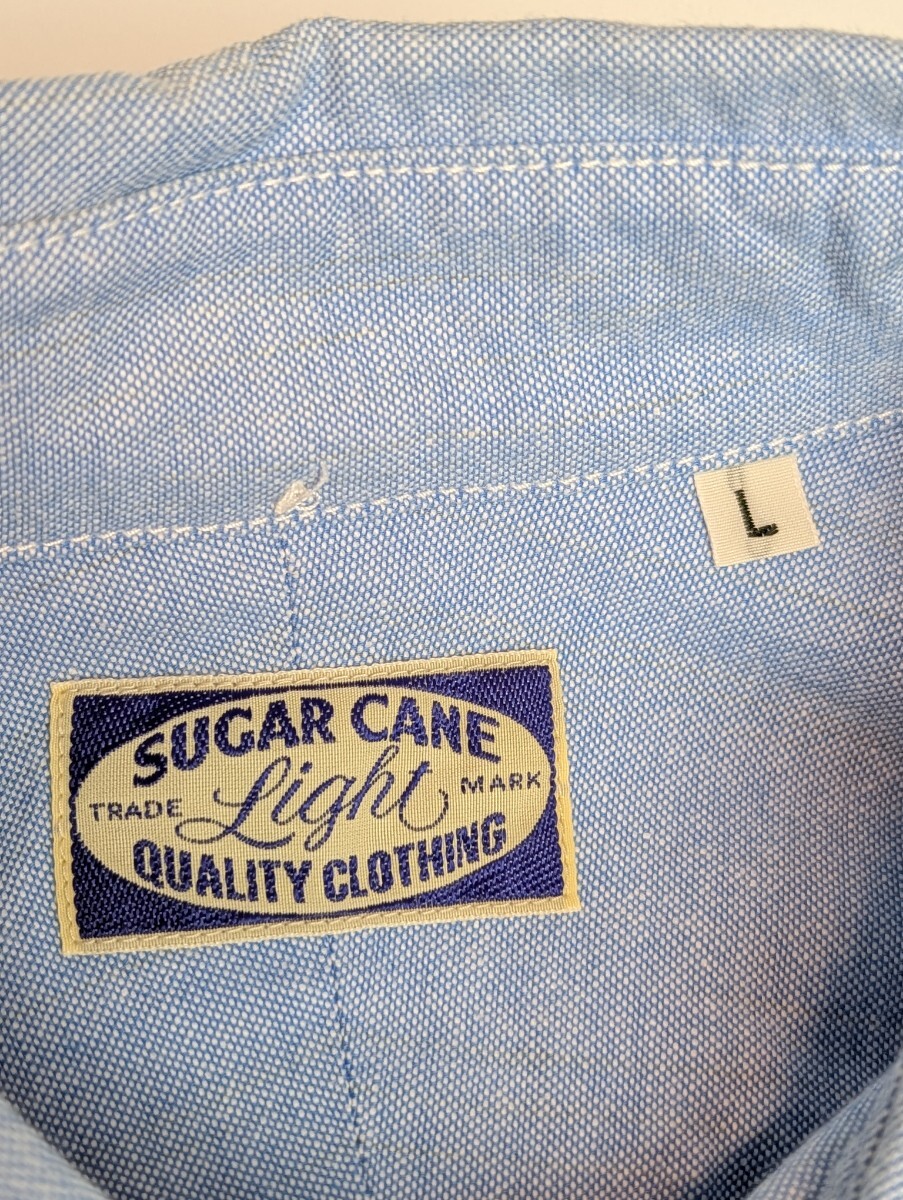 L
SUGAR CANE
Light
TRADE MARK
QUALITY CLOTHING